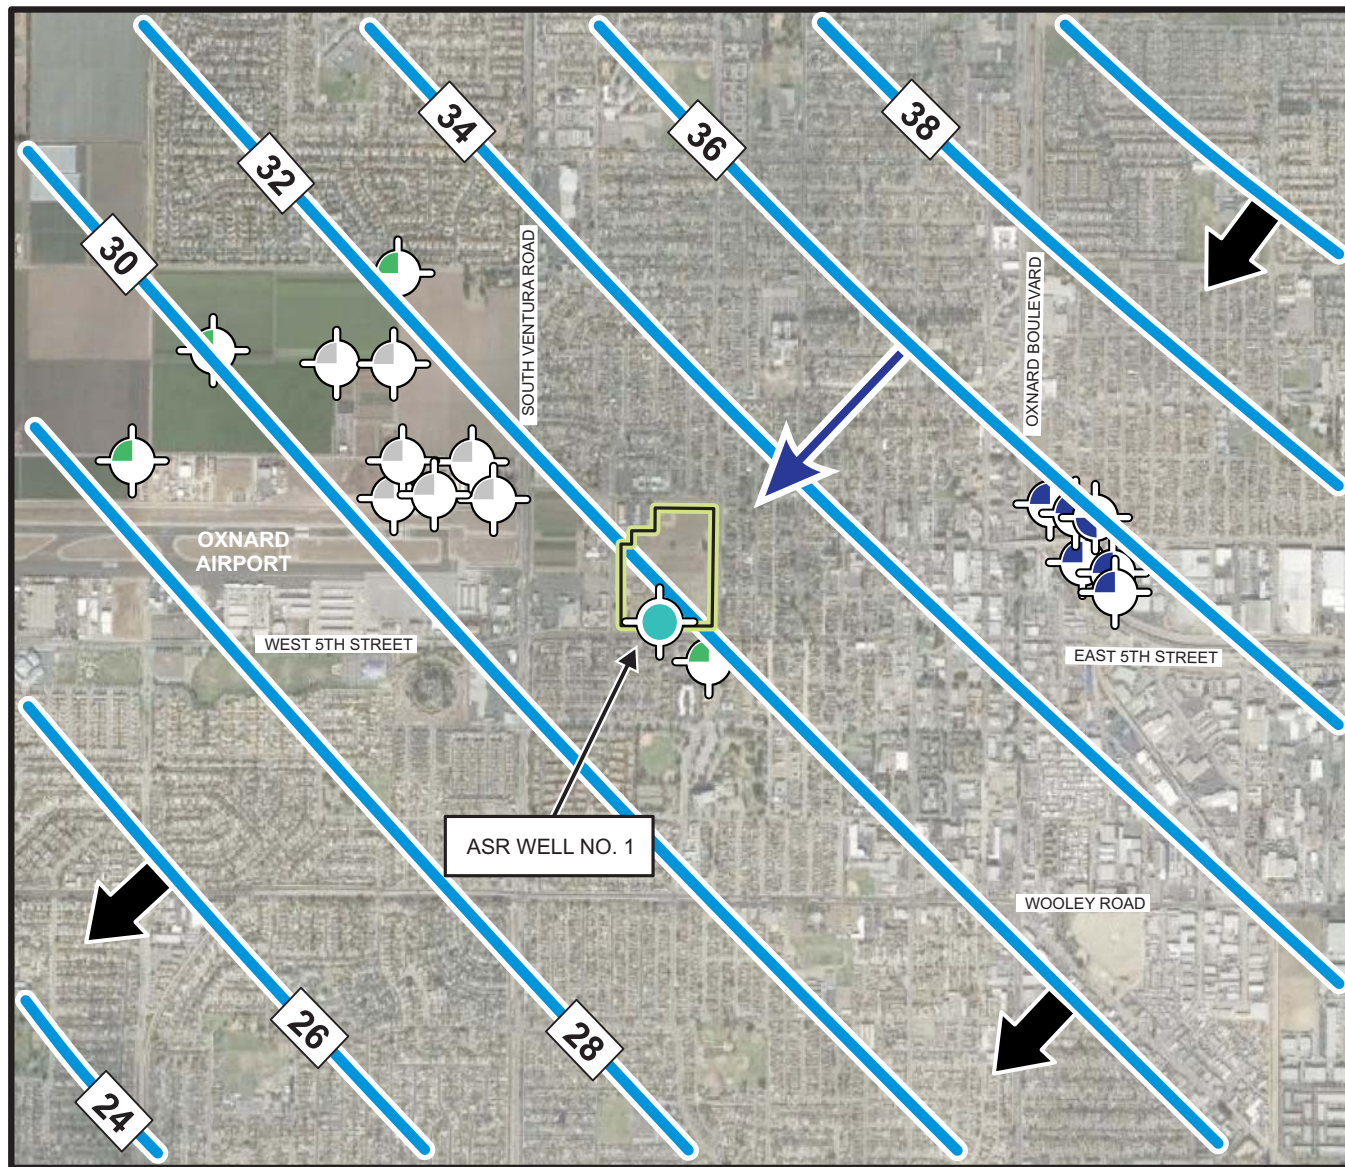 34
38
36
32
30
SOUTH VENTURA ROAD
OXNARD BOULEVARD
OXNARD
AIRPORT
WEST 5TH STREET
EAST 5TH STREET
ASR WELL NO. 1
WOOLEY ROAD
26
28
24